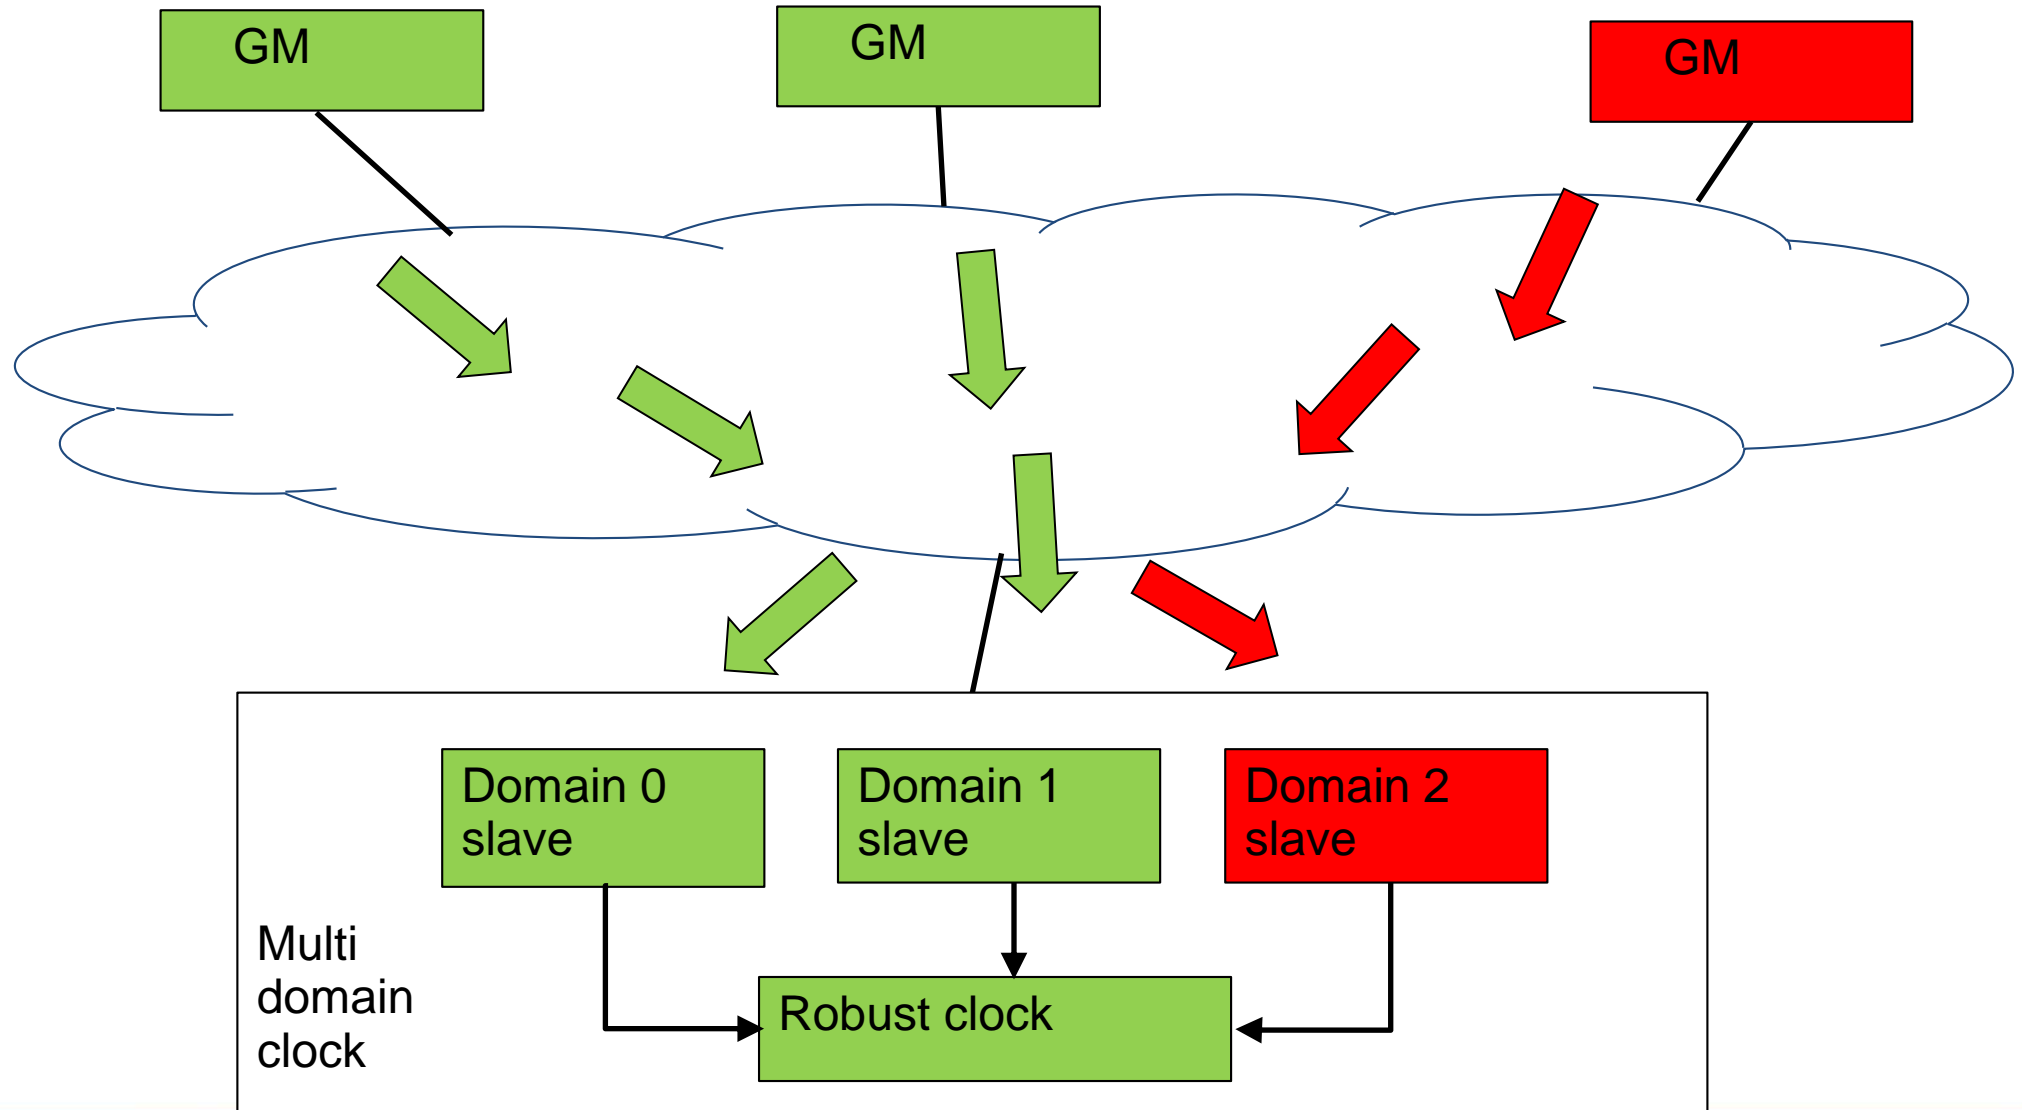 GM
GM
GM
Domain 0
slave
Domain 1
slave
Domain 2
slave
Multi
domain
clock
Robust clock